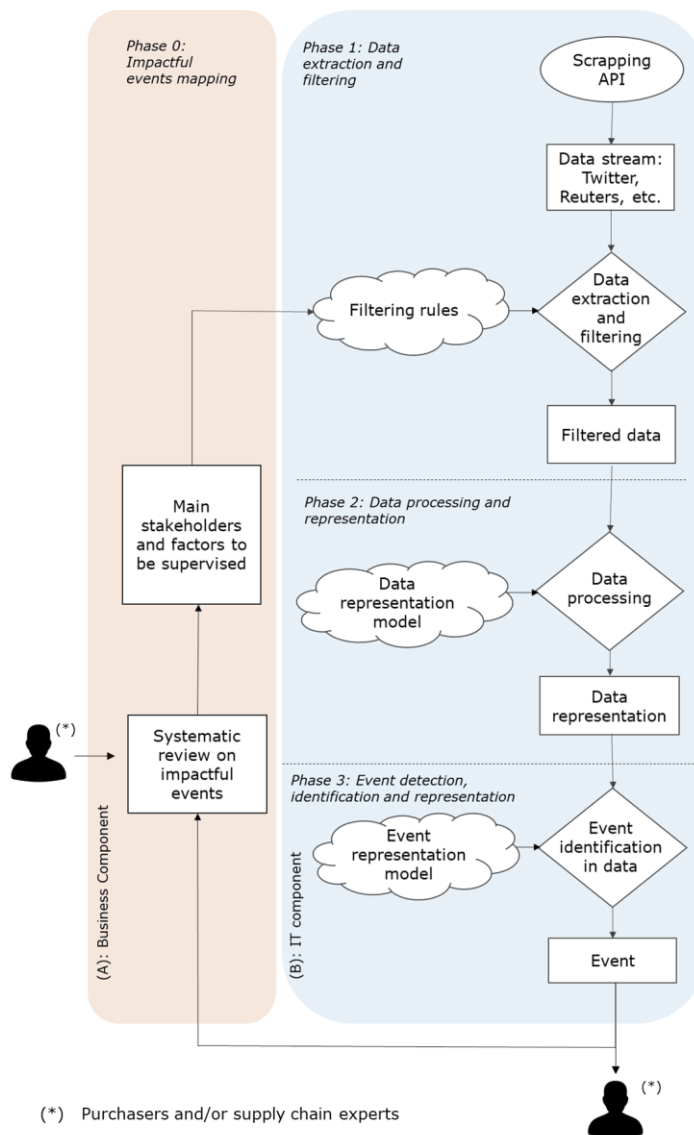 Phase 0:
Impactful
events mapping
Phase 1: Data
extraction and
filtering
Scrapping
API
Data stream:
Twitter,
Reuters, etc.
Filtering rules
Data
extraction
and
filtering
Filtered data
Main
stakeholders
and factors to
be supervised
Phase 2: Data processing and
representation
Data
representation
model
Data
processing
Data
representation
(*)
Systematic
review on
impactful
events
Phase 3: Event detection,
identification and representation
Event
representation
model
Event
identification
in data
(A): Business Component
(B): IT component
Event
(*)
(*) Purchasers and/or supply chain experts